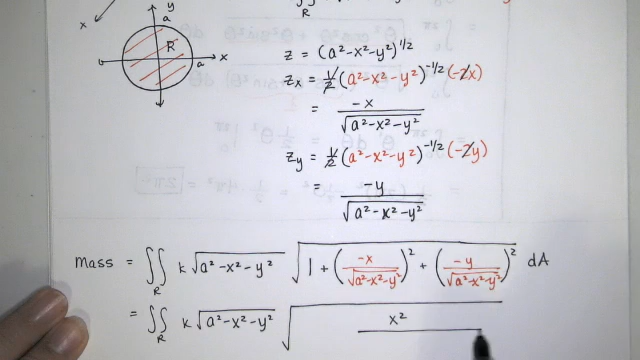 y
a
R
x
x
a
R
z = (a²-x²-y²)^1/2
z_x = 1/2 (a²-x²-y²)^-1/2 (-2x)
= -x / √(a²-x²-y²)
z_y = 1/2 (a²-x²-y²)^-1/2 (-2y)
= -y / √(a²-x²-y²)
mass = ∬_R k √(a²-x²-y²) √(1 + (-x / √(a²-x²-y²))² + (-y / √(a²-x²-y²))²) dA
= ∬_R k √(a²-x²-y²) √ x²